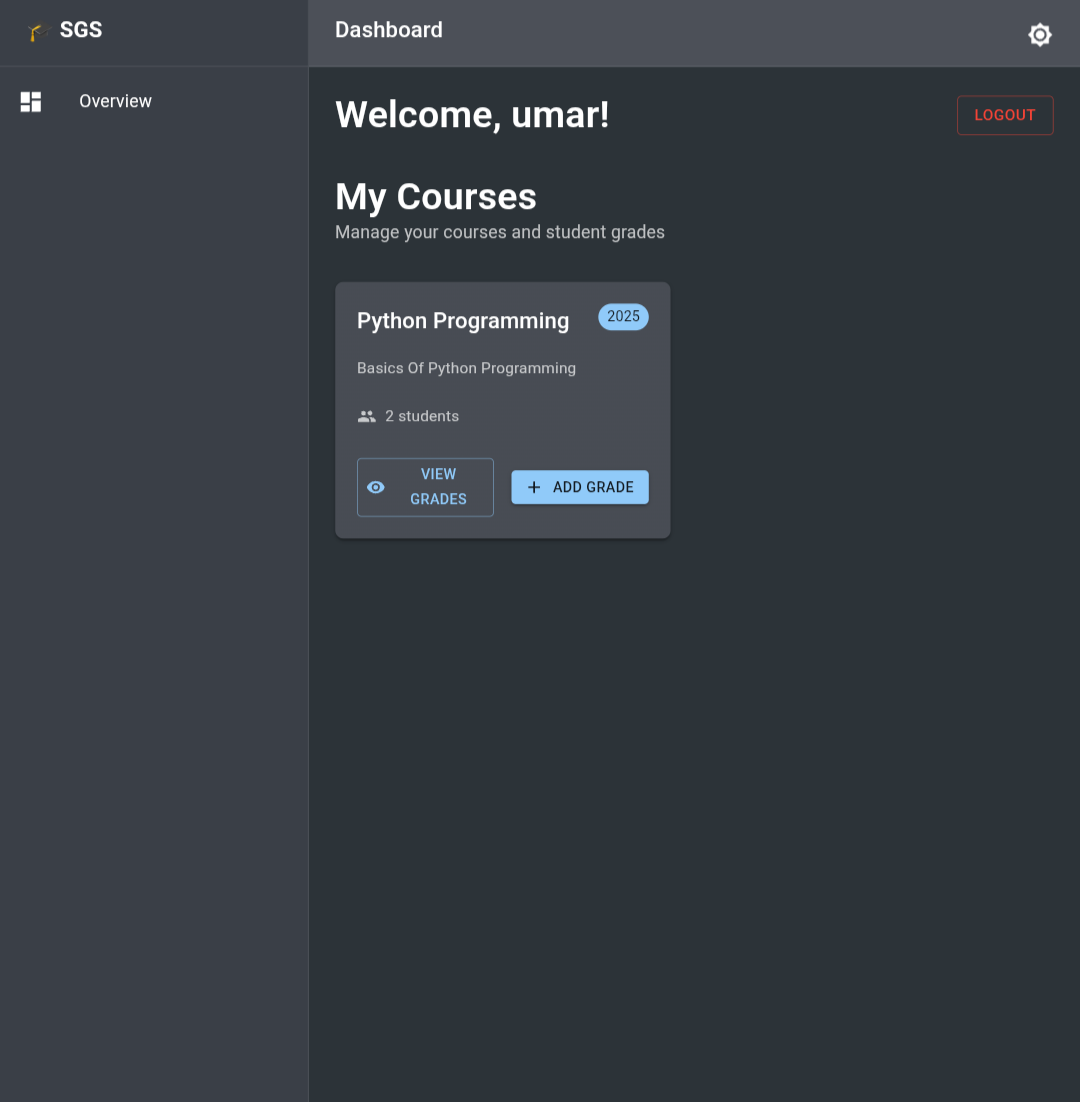 SGS
Dashboard
Overview
Welcome, umar!
LOGOUT
My Courses
Manage your courses and student grades
Python Programming
2025
Basics Of Python Programming
2 students
VIEW
GRADES
ADD GRADE